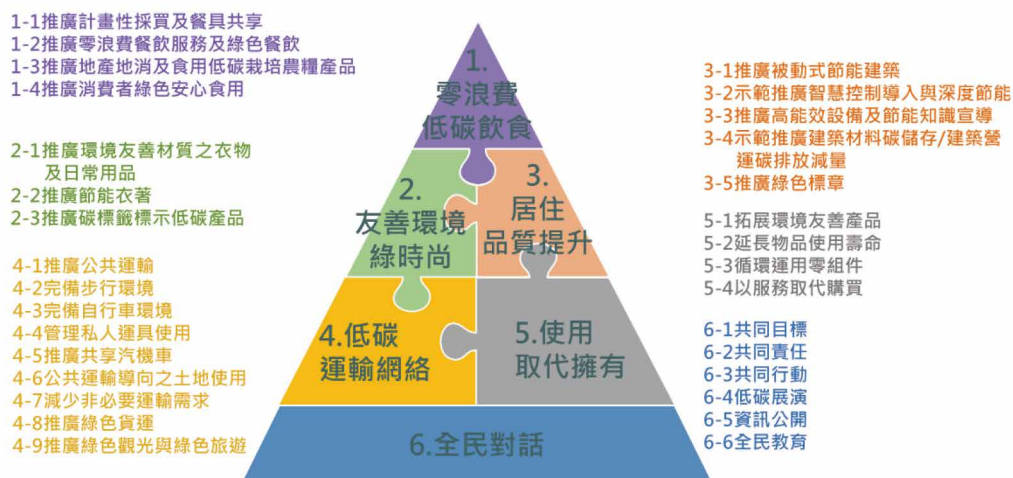 1-1推廣計畫性採買及餐具共享
1-2推廣零浪費餐飲服務及綠色餐飲
1-3推廣地產地消及食用低碳栽培農糧產品
1-4推廣消費者綠色安心食用
2-1推廣環境友善材質之衣物
及日常用品
2-2推廣節能衣著
2-3推廣碳標籤標示低碳產品
4-1推廣公共運輸
4-2完備步行環境
4-3完備自行車環境
4-4管理私人運具使用
4-5推廣共享汽機車
4-6公共運輸導向之土地使用
4-7減少非必要運輸需求
4-8推廣綠色貨運
4-9推廣綠色觀光與綠色旅遊
1.
零浪費
低碳飲食
2.
友善環境
綠時尚
3.
居住
品質提升
4.低碳
運輸網絡
5.使用
取代擁有
6.全民對話
3-1推廣被動式節能建築
3-2示範推廣智慧控制導入與深度節能
3-3推廣高能效設備及節能知識宣導
3-4示範推廣建築材料碳儲存/建築營
運碳排放減量
3-5推廣綠色標章
5-1拓展環境友善產品
5-2延長物品使用壽命
5-3循環運用零組件
5-4以服務取代購買
6-1共同目標
6-2共同責任
6-3共同行動
6-4低碳展演
6-5資訊公開
6-6全民教育